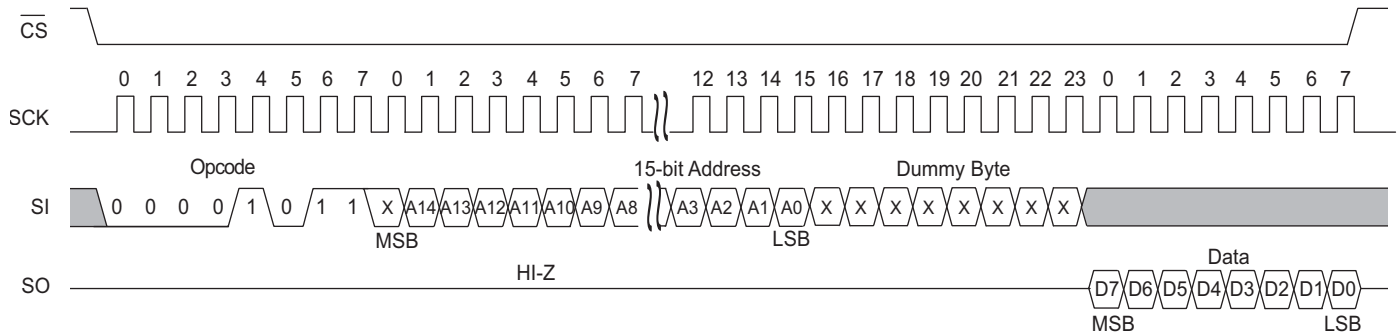 CS
0 1 2 3 4 5 6 7 0 1 2 3 4 5 6 7 12 13 14 15 16 17 18 19 20 21 22 23 0 1 2 3 4 5 6 7
SCK
Opcode 15-bit Address Dummy Byte
SI 0 0 0 0 1 0 1 1 X A14 A13 A12 A11 A10 A9 A8 A3 A2 A1 A0 X X X X X X X X
MSB LSB
HI-Z Data
SO D7 D6 D5 D4 D3 D2 D1 D0
MSB LSB